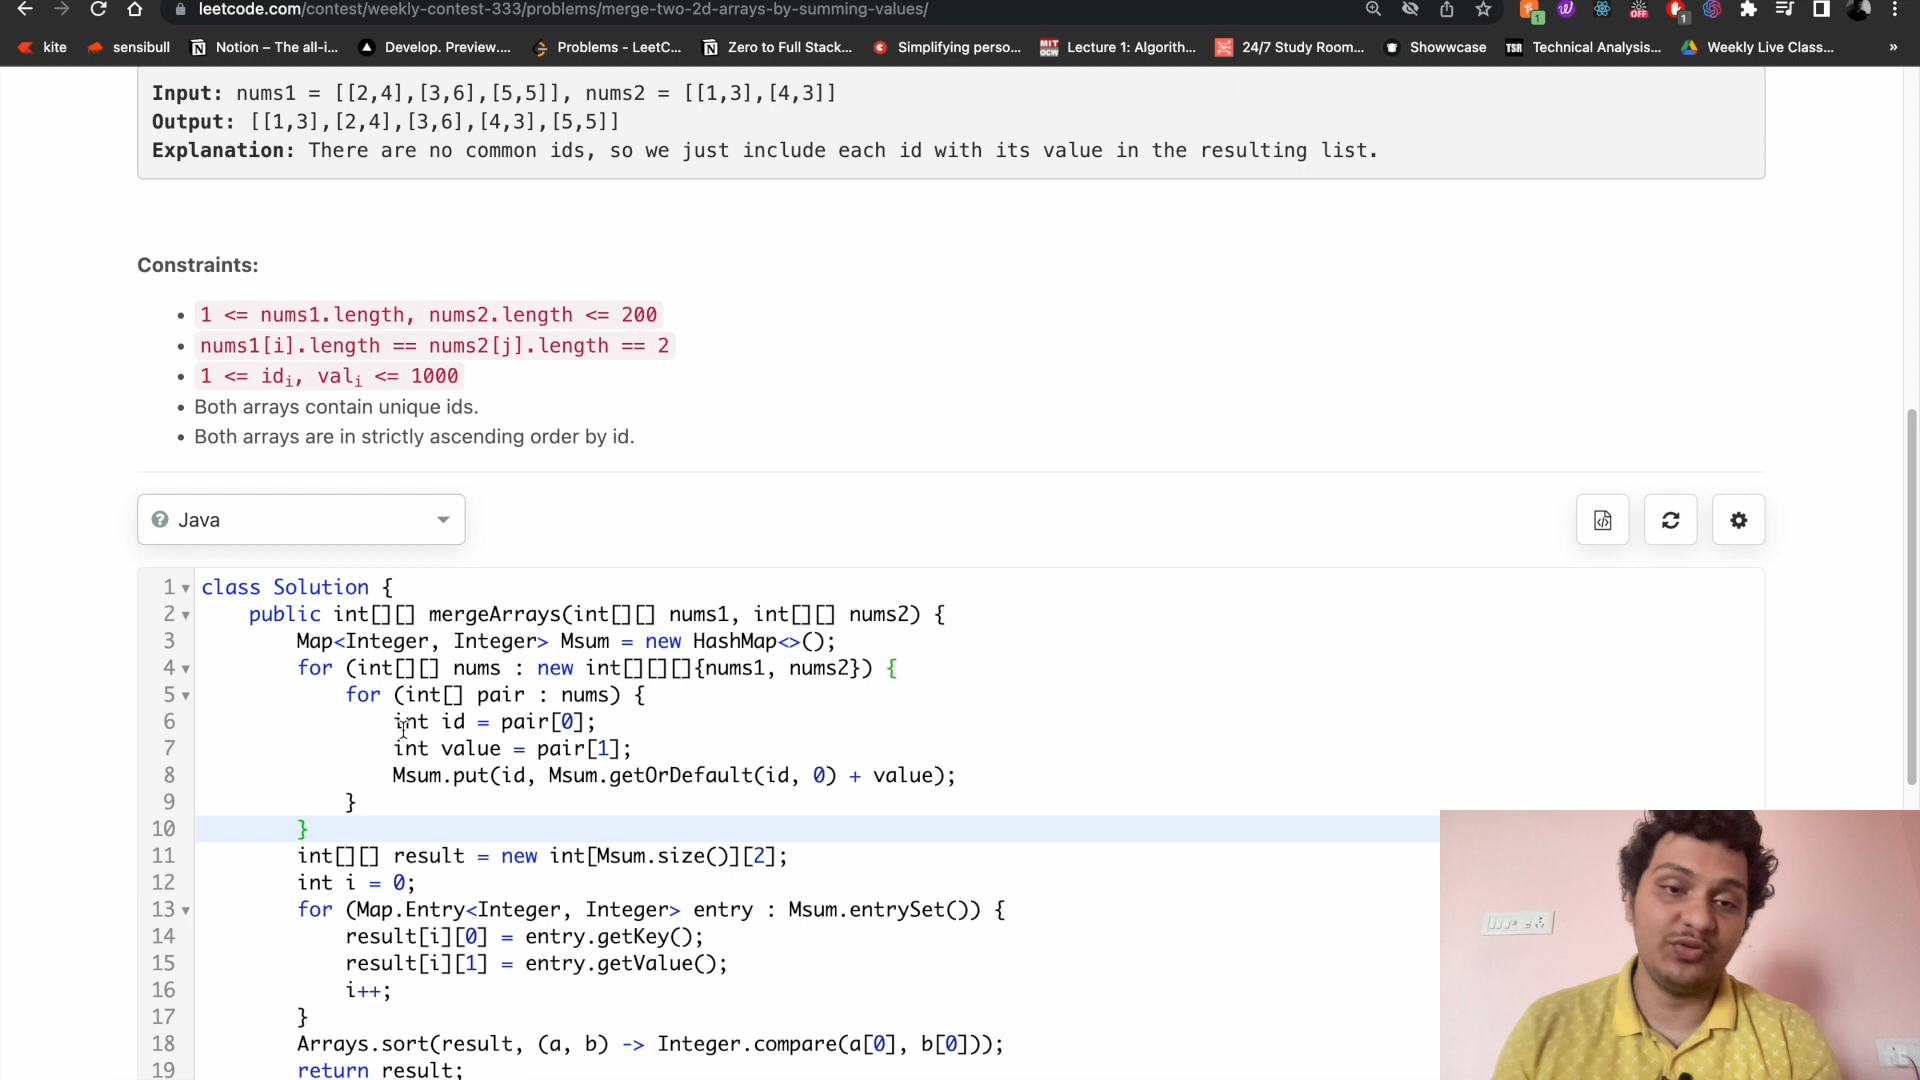 leetcode.com/contest/weekly-contest-333/problems/merge-two-2d-arrays-by-summing-values/
kite sensibull Notion – The all-i... Develop. Preview.... Problems - LeetC... Zero to Full Stack... Simplifying perso... MIT OCW Lecture 1: Algorith... 24/7 Study Room... Showwcase TSR Technical Analysis... Weekly Live Class... »
Input: nums1 = [[2,4],[3,6],[5,5]], nums2 = [[1,3],[4,3]]
Output: [[1,3],[2,4],[3,6],[4,3],[5,5]]
Explanation: There are no common ids, so we just include each id with its value in the resulting list.
Constraints:
• 1 <= nums1.length, nums2.length <= 200
• nums1[i].length == nums2[j].length == 2
• 1 <= idi, vali <= 1000
• Both arrays contain unique ids.
• Both arrays are in strictly ascending order by id.
Java
1 class Solution {
2 public int[][] mergeArrays(int[][] nums1, int[][] nums2) {
3 Map<Integer, Integer> Msum = new HashMap<>();
4 for (int[][] nums : new int[][][]{nums1, nums2}) {
5 for (int[] pair : nums) {
6 int id = pair[0];
7 int value = pair[1];
8 Msum.put(id, Msum.getOrDefault(id, 0) + value);
9 }
10 }
11 int[][] result = new int[Msum.size()][2];
12 int i = 0;
13 for (Map.Entry<Integer, Integer> entry : Msum.entrySet()) {
14 result[i][0] = entry.getKey();
15 result[i][1] = entry.getValue();
16 i++;
17 }
18 Arrays.sort(result, (a, b) -> Integer.compare(a[0], b[0]));
19 return result;